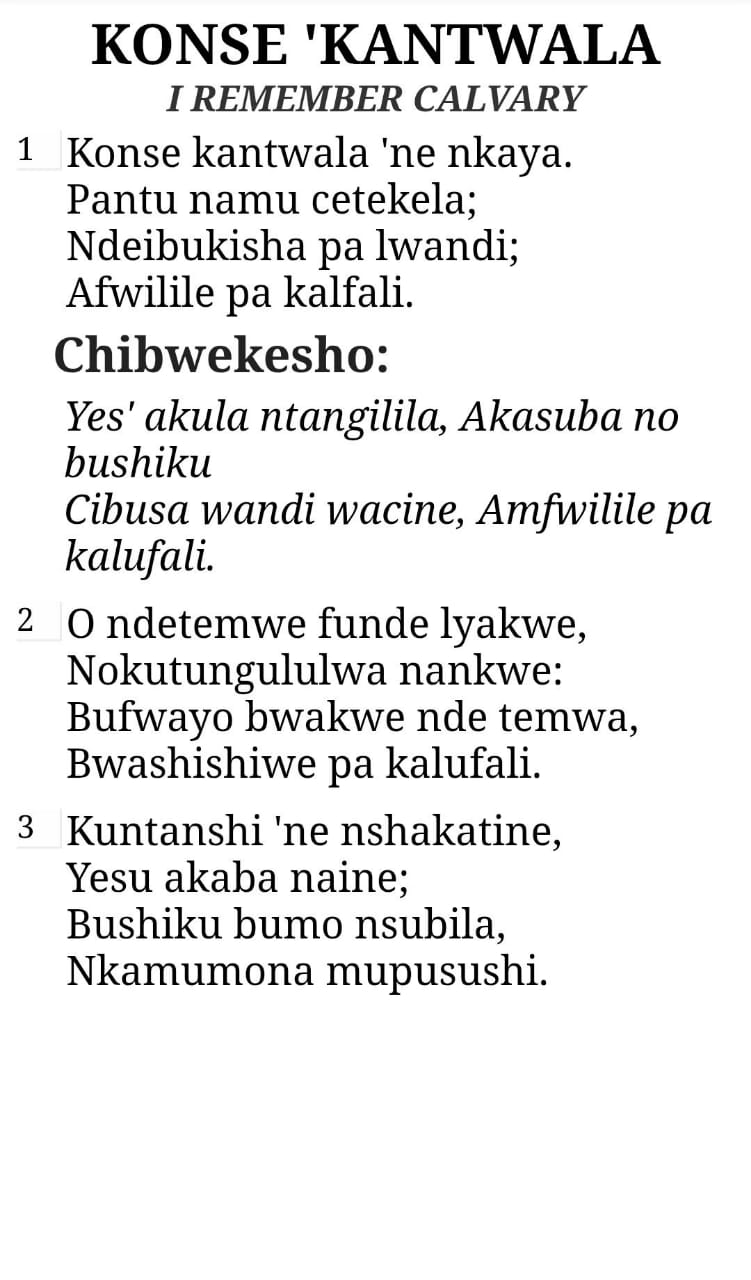 KONSE 'KANTWALA
I REMEMBER CALVARY
1 Konse kantwala 'ne nkaya.
Pantu namu cetekela;
Ndeibukisha pa lwandi;
Afwilile pa kalfali.
Chibwekesho:
Yes' akula ntangilila, Akasuba no
bushiku
Cibusa wandi wacine, Amfwilile pa
kalufali.
2 O ndetemwe funde lyakwe,
Nokutungululwa nankwe:
Bufwayo bwakwe nde temwa,
Bwashishiwe pa kalufali.
3 Kuntanshi 'ne nshakatine,
Yesu akaba naine;
Bushiku bumo nsubila,
Nkamumona mupusushi.